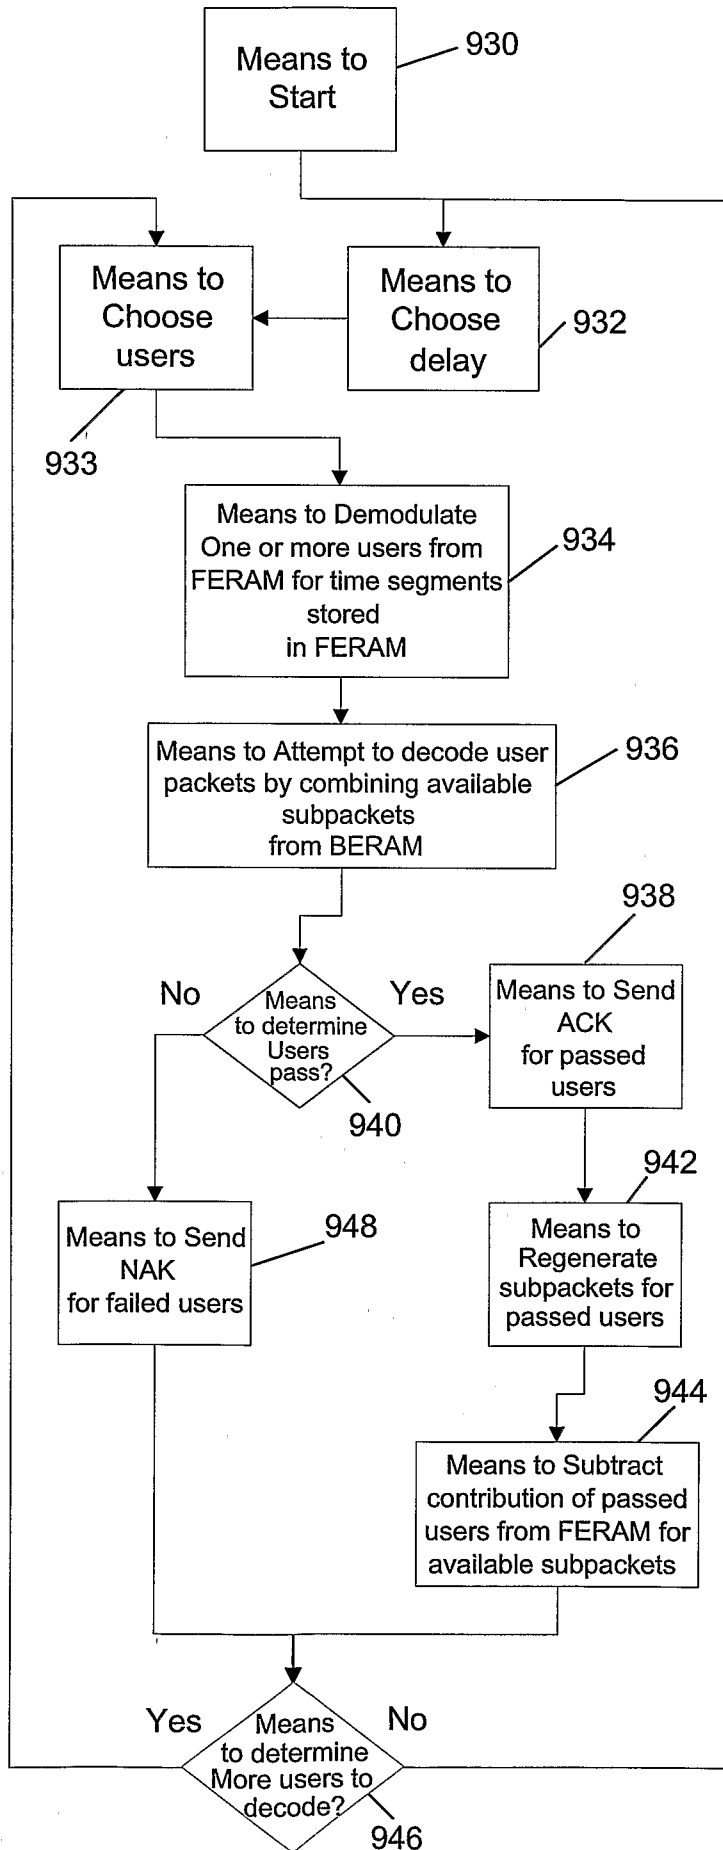 Means to
Start
930
Means to
Choose
users
933
Means to
Choose
delay
932
Means to Demodulate
One or more users from
FERAM for time segments
stored
in FERAM
934
Means to Attempt to decode user
packets by combining available
subpackets
from BERAM
936
No
Means
to determine
Users
pass?
Yes
940
938
Means to Send
ACK
for passed
users
Means to Send
NAK
for failed users
948
942
Means to
Regenerate
subpackets for
passed users
944
Means to Subtract
contribution of passed
users from FERAM for
available subpackets
Yes
Means
to determine
More users to
decode?
No
946